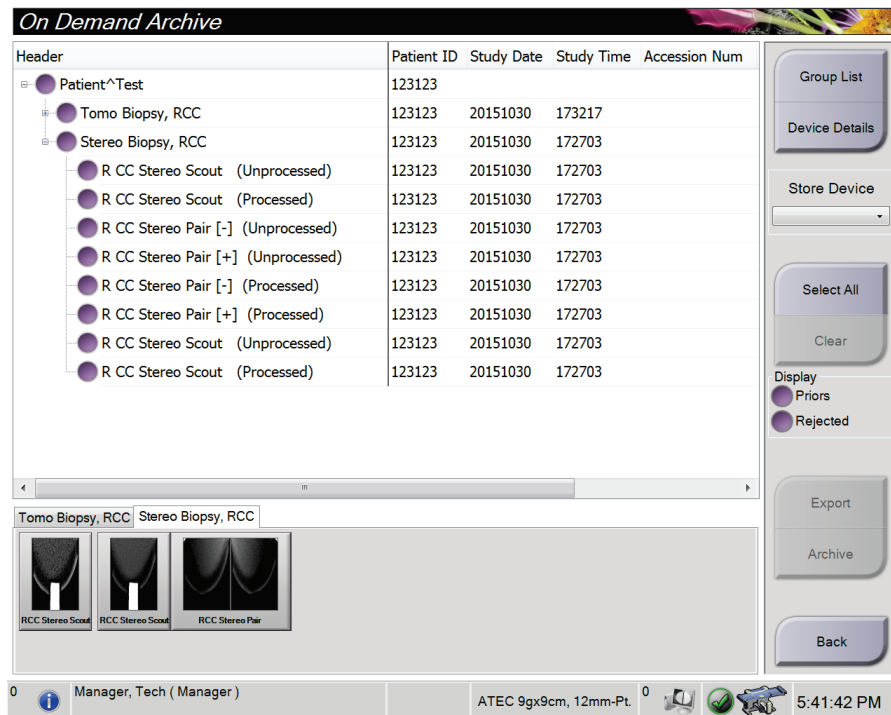 On Demand Archive
Header Patient ID Study Date Study Time Accession Num
Patient^Test 123123
Tomo Biopsy, RCC 123123 20151030 173217
Stereo Biopsy, RCC 123123 20151030 172703
R CC Stereo Scout (Unprocessed) 123123 20151030 172703
R CC Stereo Scout (Processed) 123123 20151030 172703
R CC Stereo Pair [-] (Unprocessed) 123123 20151030 172703
R CC Stereo Pair [+] (Unprocessed) 123123 20151030 172703
R CC Stereo Pair [-] (Processed) 123123 20151030 172703
R CC Stereo Pair [+] (Processed) 123123 20151030 172703
R CC Stereo Scout (Unprocessed) 123123 20151030 172703
R CC Stereo Scout (Processed) 123123 20151030 172703
Group List
Device Details
Store Device
Select All
Clear
Display
Priors
Rejected
Export
Archive
Back
Tomo Biopsy, RCC Stereo Biopsy, RCC
RCC Stereo Scout RCC Stereo Scout RCC Stereo Pair
0 Manager, Tech ( Manager ) ATEC 9gx9cm, 12mm-Pt. 0 5:41:42 PM